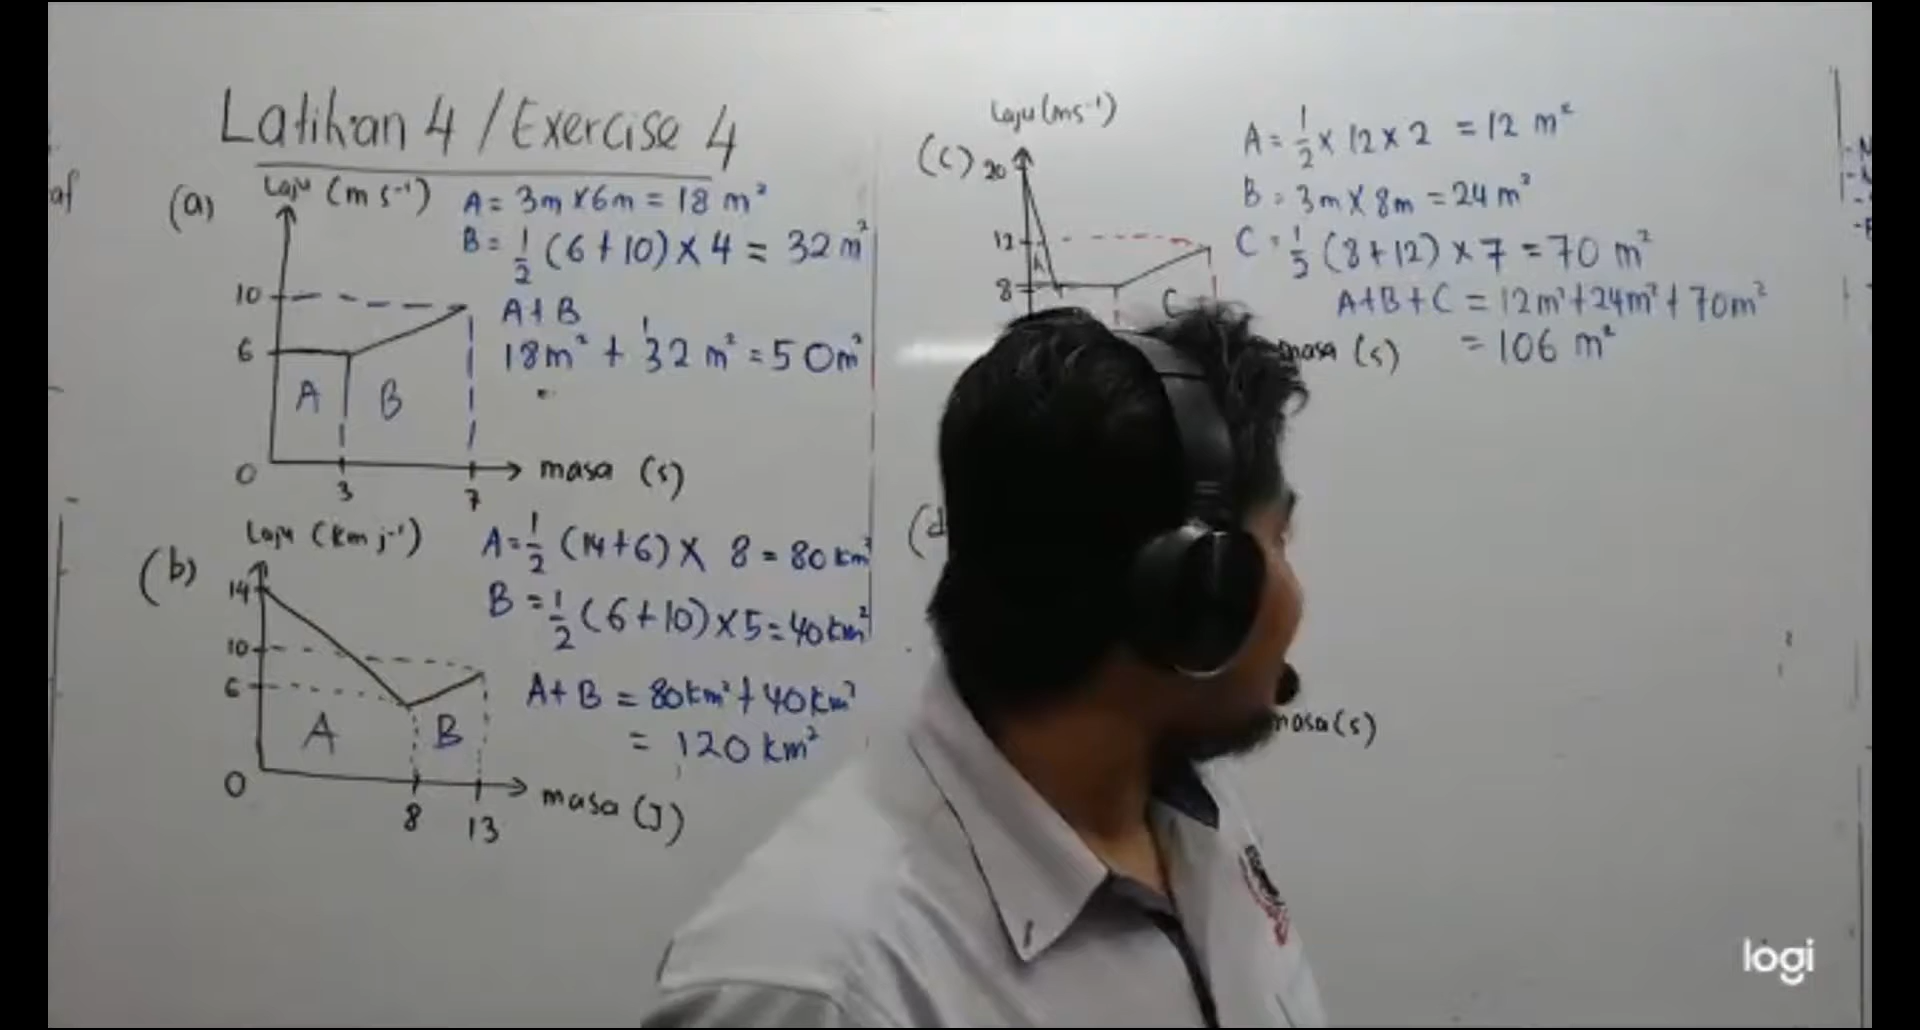 Latihan 4 / Exercise 4
(a)
Laju (m s⁻¹)
A = 3m × 6m = 18 m²
B = 1/2 (6 + 10) × 4 = 32 m²
A + B
18m² + 32 m² = 50m²
10
6
A
B
0
3
7
masa (s)
(b)
Laju (km j⁻¹)
A = 1/2 (14 + 6) × 8 = 80 km²
B = 1/2 (6 + 10) × 5 = 40 km²
A + B = 80km² + 40km²
= 120 km²
14
10
6
A
B
0
8
13
masa (J)
(c)
Laju (ms⁻¹)
A = 1/2 × 12 × 2 = 12 m²
B = 3m × 8m = 24 m²
C = 1/2 (8 + 12) × 7 = 70 m²
A + B + C = 12m² + 24m² + 70m²
= 106 m²
20
12
8
A
C
masa (s)
(d
masa (s)
af
logi